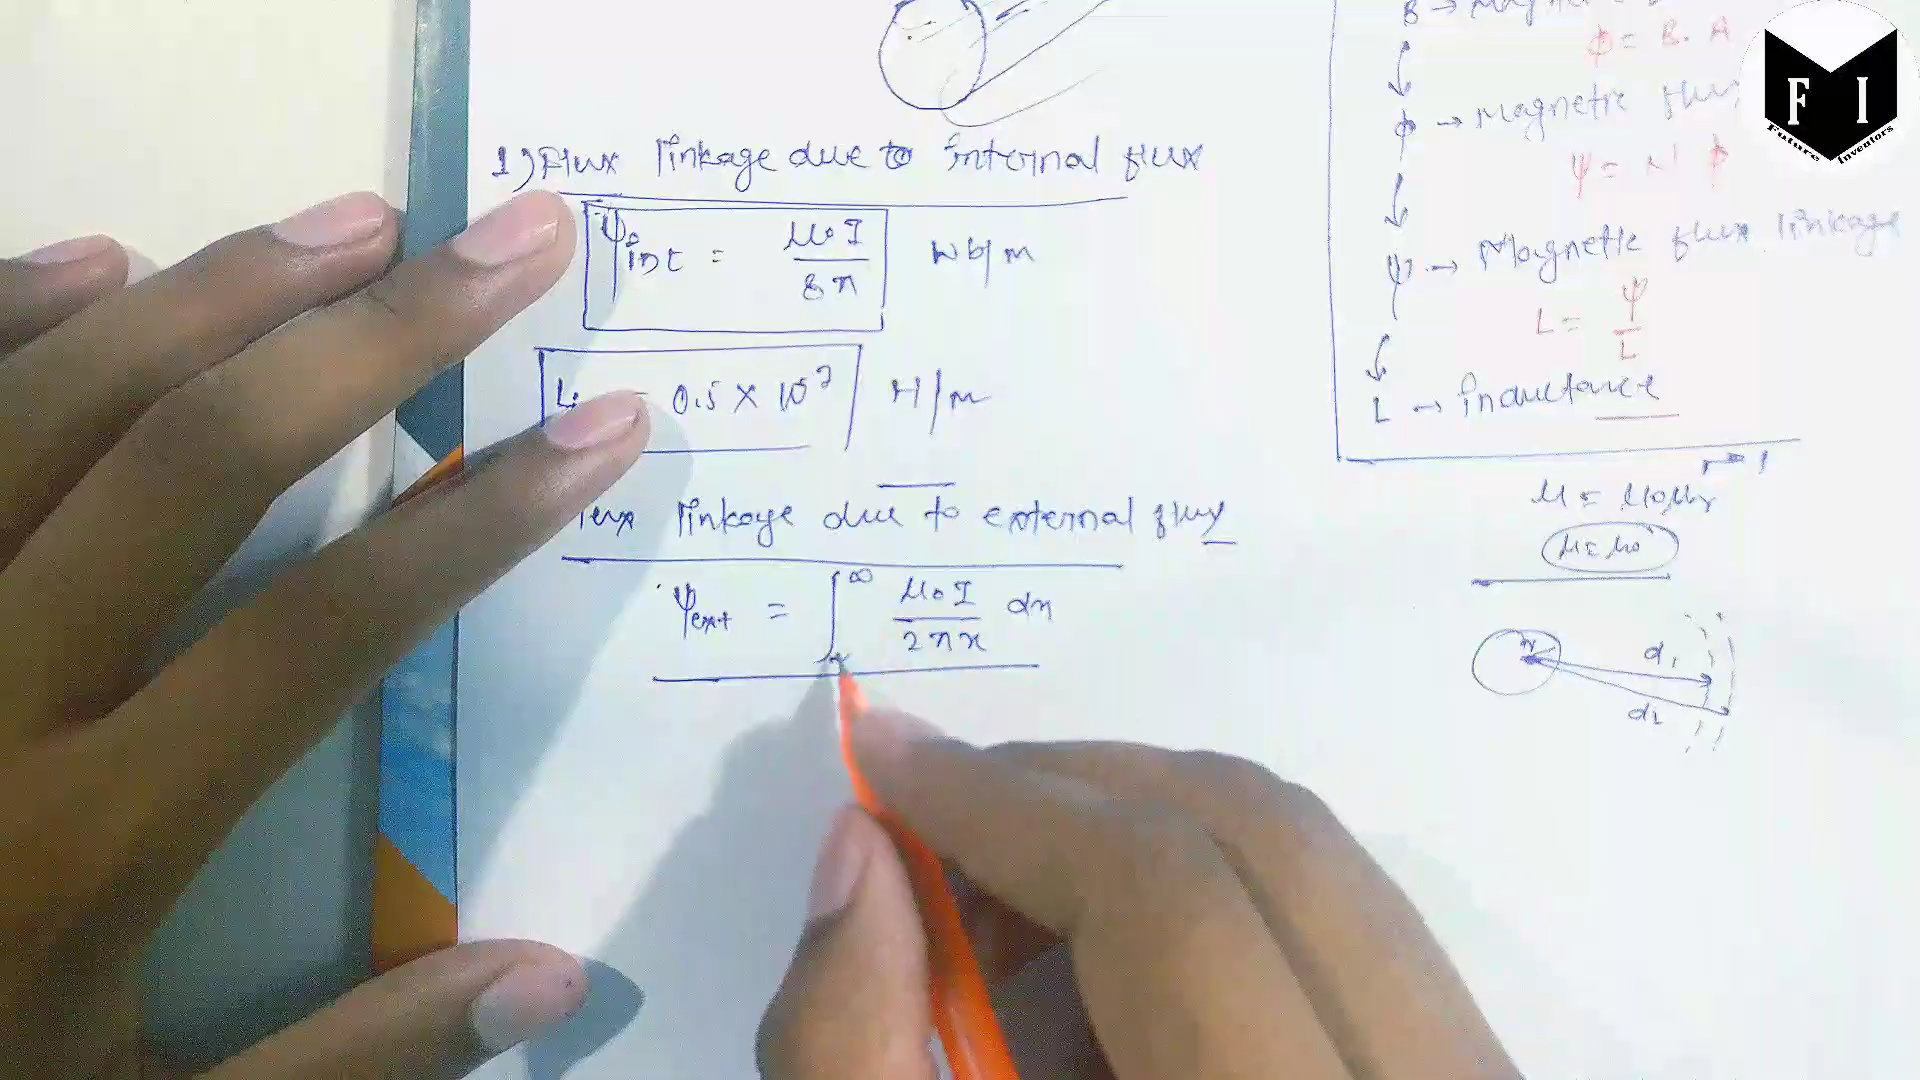 1) Flux linkage due to internal flux
Ψint = μ0 I / 8π Wb/m
Li = 0.5 × 10⁻⁷ H/m
linkage due to external flux
Ψext = ∫ ∞ μ0 I / 2πx dx
B →
ϕ = B. A
ϕ → Magnetic flux
Ψ = N ϕ
Ψ → Magnetic flux linkage
L = Ψ / L
L → inductance
μ = μ0μr
μ = μ0
r
d1
d2
F I
Future Inventors